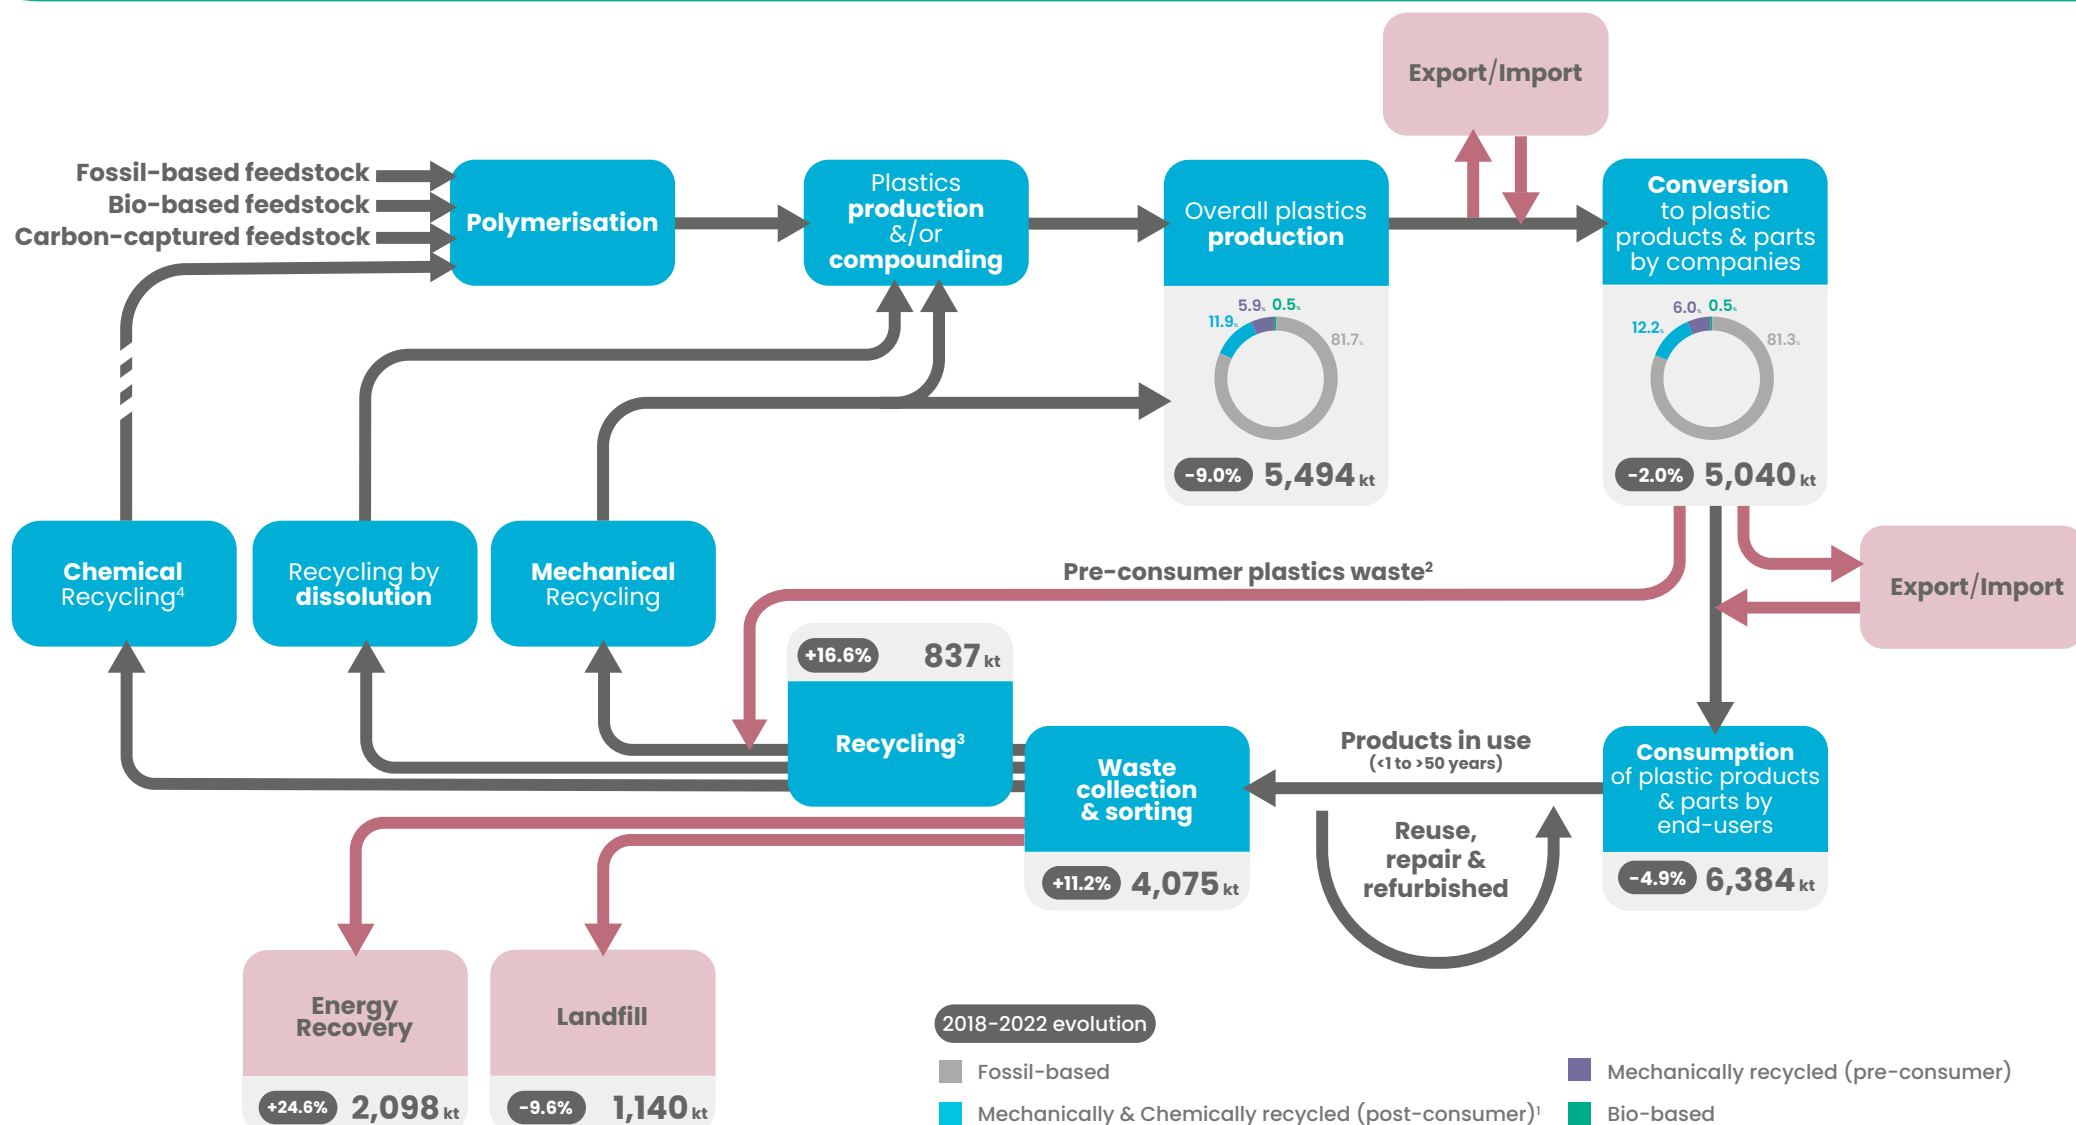 Export/Import
Fossil-based feedstock
Bio-based feedstock
Carbon-captured feedstock
Polymerisation
Plastics
production
&/or
compounding
Overall plastics
production
5.9% 0.5%
11.9%
81.7%
-9.0% 5,494 kt
Conversion
to plastic
products & parts
by companies
6.0% 0.5%
12.2%
81.3%
-2.0% 5,040 kt
Chemical
Recycling⁴
Recycling by
dissolution
Mechanical
Recycling
Pre-consumer plastics waste²
Export/Import
+16.6% 837 kt
Recycling³
Waste
collection
& sorting
+11.2% 4,075 kt
Products in use
(<1 to >50 years)
Reuse,
repair &
refurbished
Consumption
of plastic products
& parts by
end-users
-4.9% 6,384 kt
Energy
Recovery
+24.6% 2,098 kt
Landfill
-9.6% 1,140 kt
2018-2022 evolution
Fossil-based
Mechanically & Chemically recycled (post-consumer)¹
Mechanically recycled (pre-consumer)
Bio-based